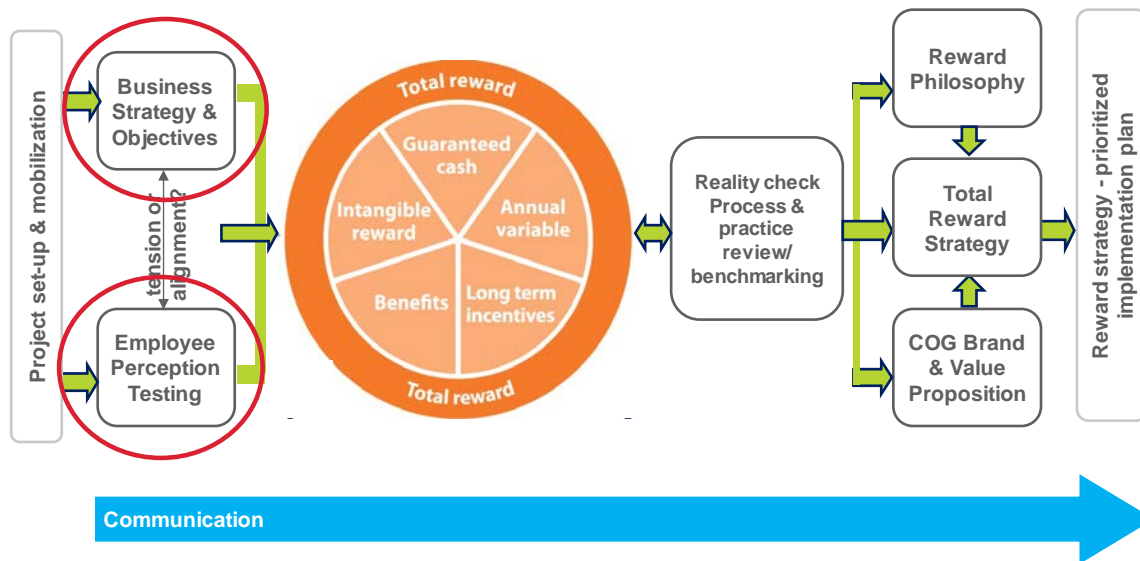 Project set-up & mobilization
Business
Strategy &
Objectives
tension or
alignment?
Employee
Perception
Testing
Total reward
Guaranteed
cash
Intangible
reward
Annual
variable
Benefits
Long term
incentives
Total reward
Reality check
Process &
practice
review/
benchmarking
Reward
Philosophy
Total
Reward
Strategy
COG Brand
& Value
Proposition
Reward strategy - prioritized
implementation plan
Communication